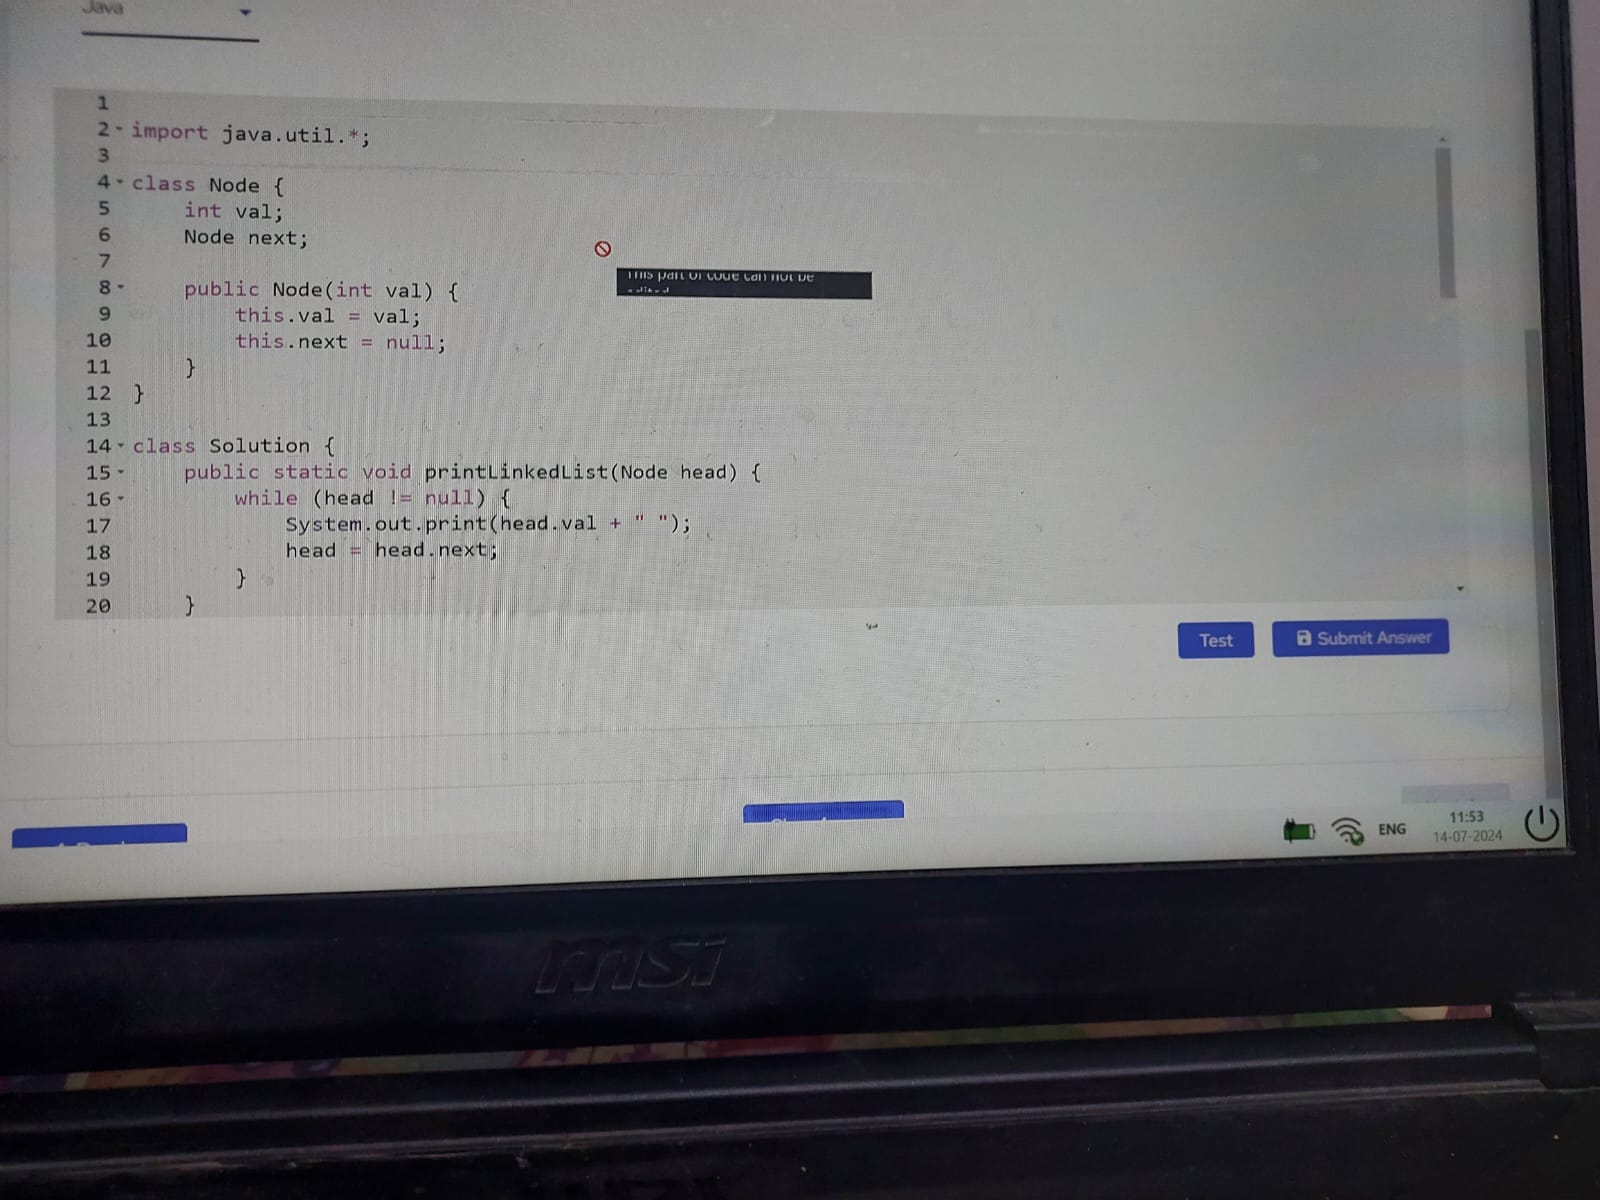 Java
1
2 import java.util.*;
3
4 class Node {
5 int val;
6 Node next;
7
This part of code can not be
edited
8 public Node(int val) {
9 this.val = val;
10 this.next = null;
11 }
12 }
13
14 class Solution {
15 public static void printLinkedList(Node head) {
16 while (head != null) {
17 System.out.print(head.val + " ");
18 head = head.next;
19 }
20 }
Test
Submit Answer
ENG
11:53
14-07-2024
msi